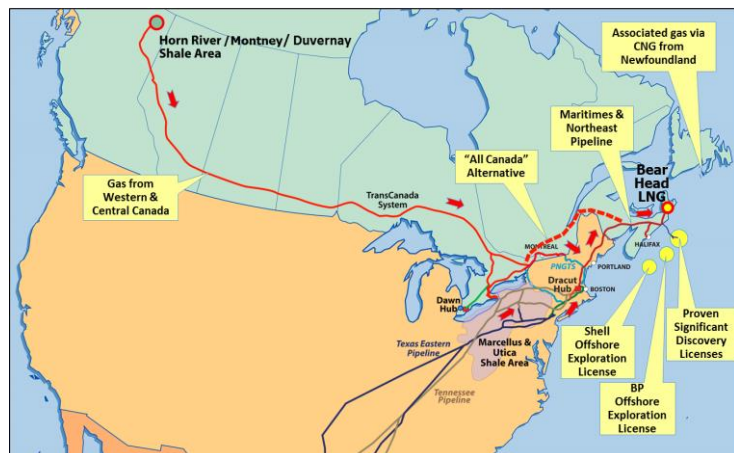 Horn River/Montney/Duvernay
Shale Area
Associated gas via
CNG from
Newfoundland
Maritimes &
Northeast
Pipeline
"All Canada"
Alternative
Bear
Head
LNG
Gas from
Western &
Central Canada
TransCanada
System
MONTREAL
HALIFAX
PNGTS
PORTLAND
Dracut
Hub
BOSTON
Dawn
Hub
Texas Eastern
Pipeline
Marcellus &
Utica
Shale Area
Tennessee
Pipeline
Shell
Offshore
Exploration
License
Proven
Significant
Discovery
Licenses
BP
Offshore
Exploration
License